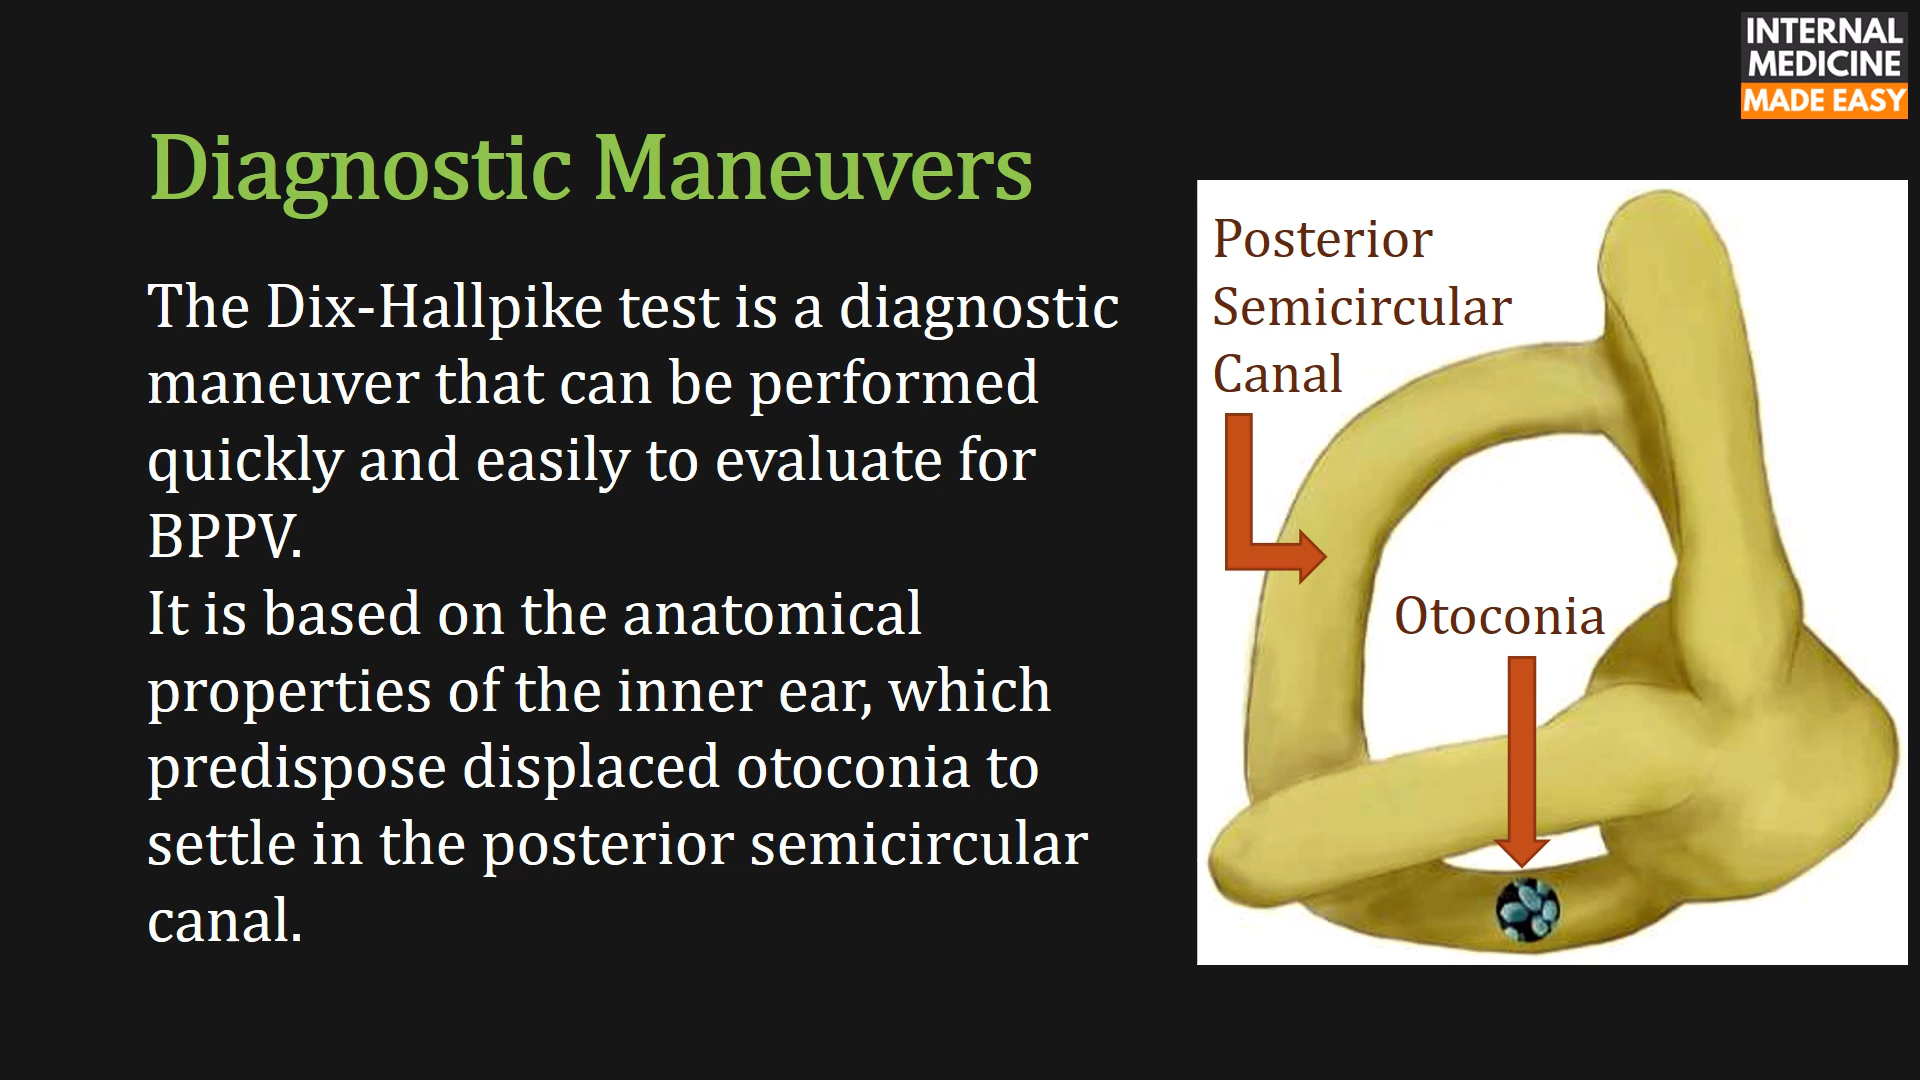 INTERNAL
MEDICINE
MADE EASY
Diagnostic Maneuvers
The Dix-Hallpike test is a diagnostic
maneuver that can be performed
quickly and easily to evaluate for
BPPV.
It is based on the anatomical
properties of the inner ear, which
predispose displaced otoconia to
settle in the posterior semicircular
canal.
Posterior
Semicircular
Canal
Otoconia